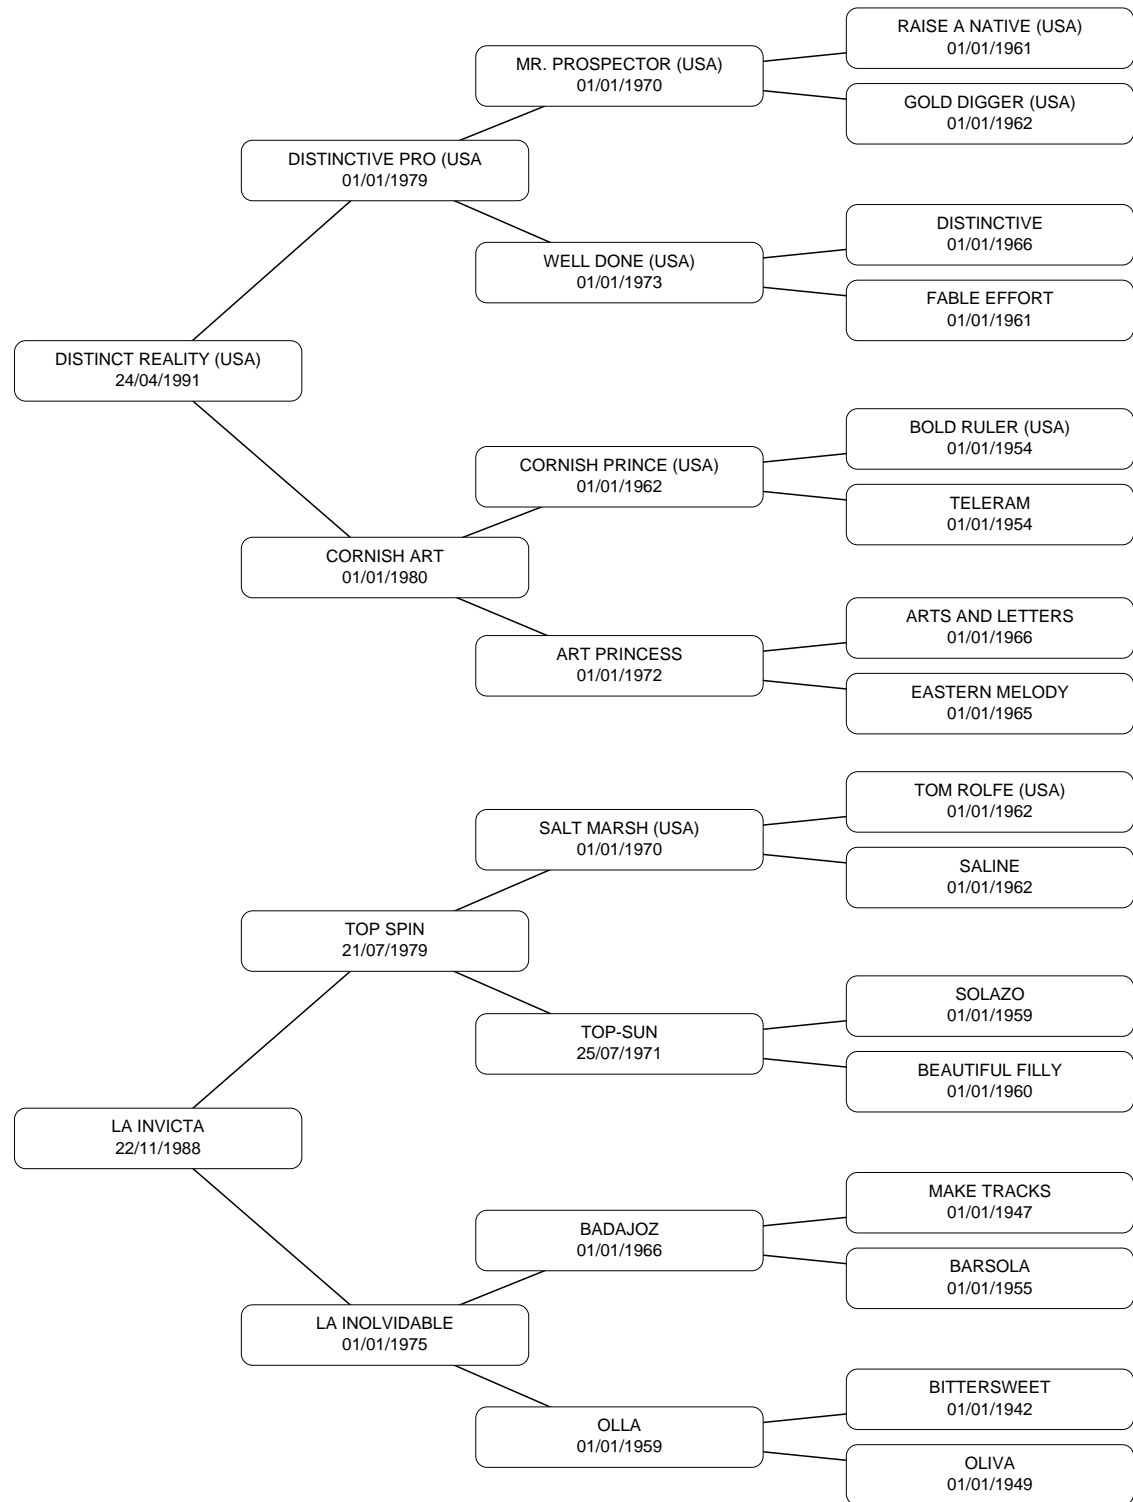 RAISE A NATIVE (USA)
01/01/1961
MR. PROSPECTOR (USA)
01/01/1970
GOLD DIGGER (USA)
01/01/1962
DISTINCTIVE PRO (USA
01/01/1979
DISTINCTIVE
01/01/1966
WELL DONE (USA)
01/01/1973
FABLE EFFORT
01/01/1961
DISTINCT REALITY (USA)
24/04/1991
BOLD RULER (USA)
01/01/1954
CORNISH PRINCE (USA)
01/01/1962
TELERAM
01/01/1954
CORNISH ART
01/01/1980
ARTS AND LETTERS
01/01/1966
ART PRINCESS
01/01/1972
EASTERN MELODY
01/01/1965
TOM ROLFE (USA)
01/01/1962
SALT MARSH (USA)
01/01/1970
SALINE
01/01/1962
TOP SPIN
21/07/1979
SOLAZO
01/01/1959
TOP-SUN
25/07/1971
BEAUTIFUL FILLY
01/01/1960
LA INVICTA
22/11/1988
MAKE TRACKS
01/01/1947
BADAJOZ
01/01/1966
BARSOLA
01/01/1955
LA INOLVIDABLE
01/01/1975
BITTERSWEET
01/01/1942
OLLA
01/01/1959
OLIVA
01/01/1949